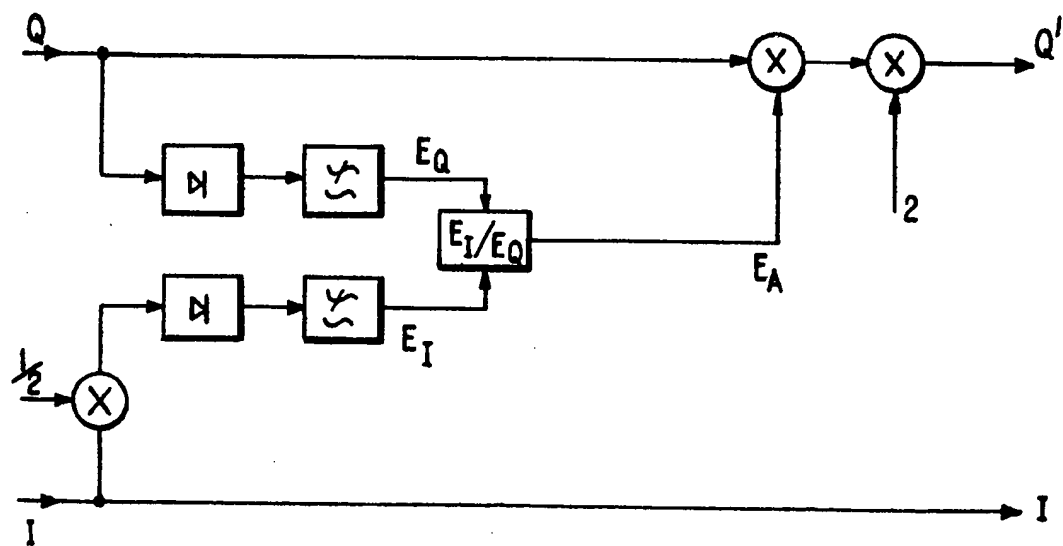 Q
Q'
X
X
2
E_Q
E_I/E_Q
E_A
E_I
1/2
X
I
I